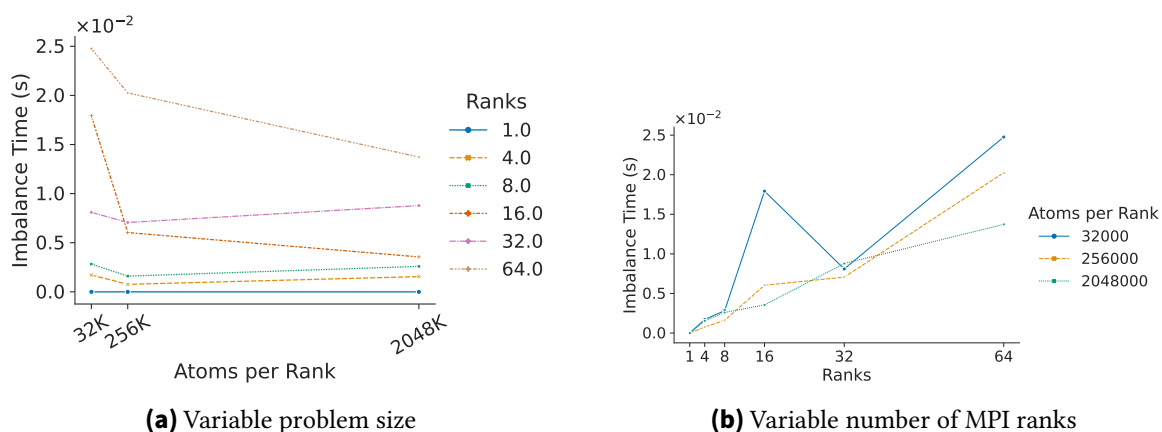 ×10⁻²
2.5
2.0
1.5
1.0
0.5
0.0
Imbalance Time (s)
32K
256K
2048K
Atoms per Rank
Ranks
1.0
4.0
8.0
16.0
32.0
64.0
(a) Variable problem size
×10⁻²
2.5
2.0
1.5
1.0
0.5
0.0
Imbalance Time (s)
1 4 8 16 32 64
Ranks
Atoms per Rank
32000
256000
2048000
(b) Variable number of MPI ranks